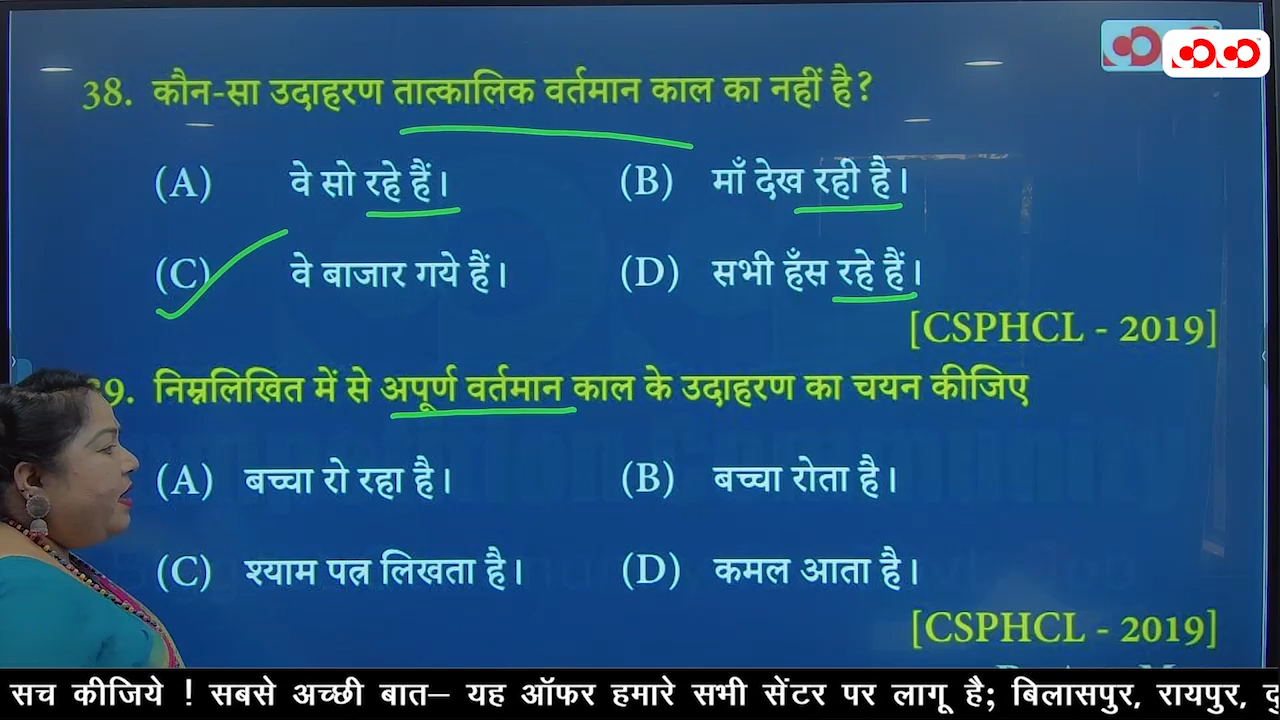 38. कौन-सा उदाहरण तात्कालिक वर्तमान काल का नहीं है?
(A) वे सो रहे हैं। (B) माँ देख रही है।
(C) वे बाजार गये हैं। (D) सभी हँस रहे हैं।
[CSPHCL - 2019]
39. निम्नलिखित में से अपूर्ण वर्तमान काल के उदाहरण का चयन कीजिए
(A) बच्चा रो रहा है। (B) बच्चा रोता है।
(C) श्याम पत्र लिखता है। (D) कमल आता है।
[CSPHCL - 2019]
सच कीजिये ! सबसे अच्छी बात– यह ऑफर हमारे सभी सेंटर पर लागू है; बिलासपुर, रायपुर,